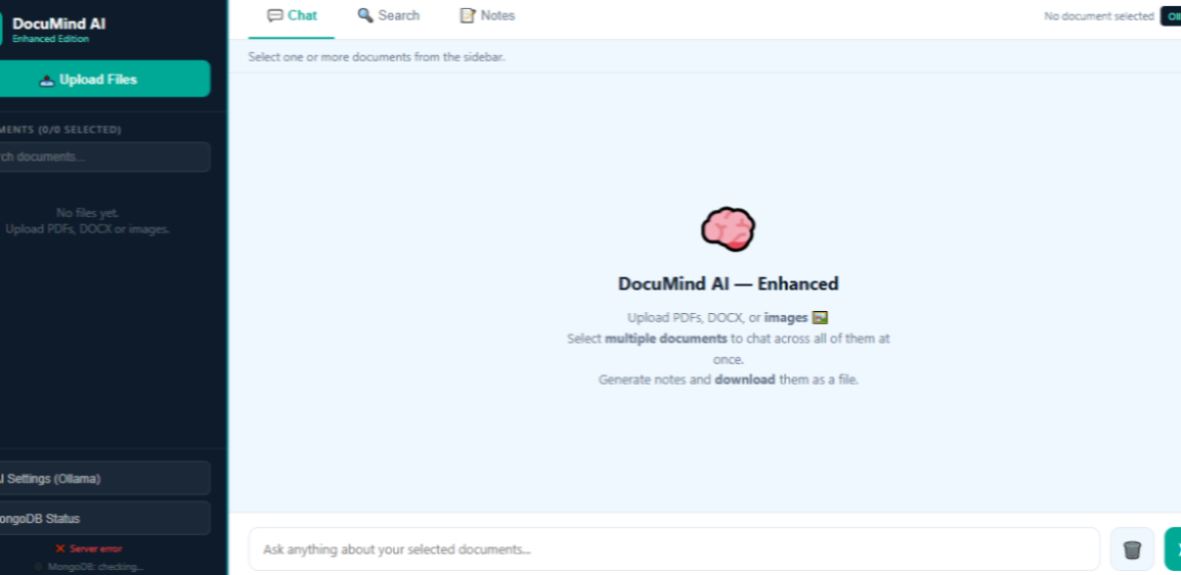 DocuMind AI
Enhanced Edition
Upload Files
MENTS (0/0 SELECTED)
ch documents...
No files yet.
Upload PDFs, DOCX or images.
I Settings (Ollama)
ongoDB Status
Server error
MongoDB: checking...
Chat
Search
Notes
No document selected
Select one or more documents from the sidebar.
DocuMind AI — Enhanced
Upload PDFs, DOCX, or images
Select multiple documents to chat across all of them at
once.
Generate notes and download them as a file.
Ask anything about your selected documents...